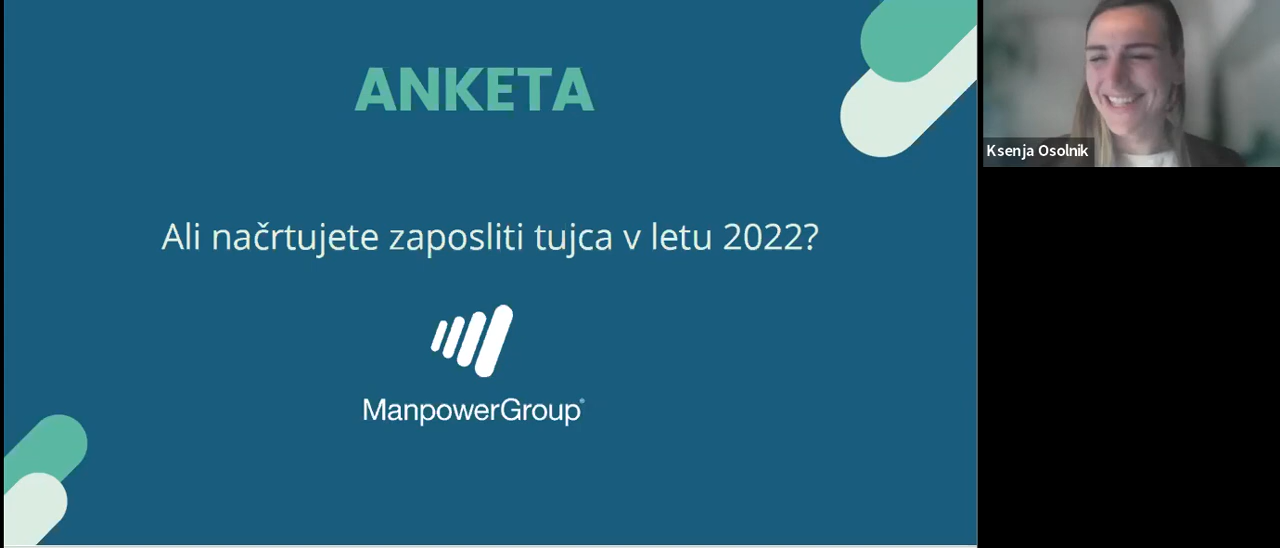 ANKETA
Ali načrtujete zaposliti tujca v letu 2022?
ManpowerGroup®
Ksenja Osolnik